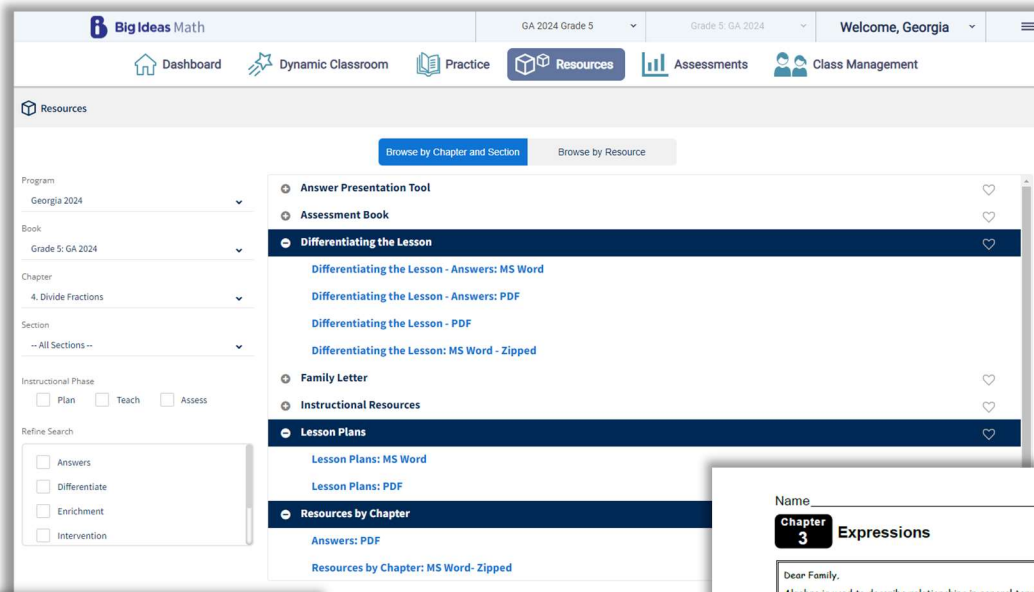 Big Ideas Math
GA 2024 Grade 5
Grade 5: GA 2024
Welcome, Georgia
Dashboard
Dynamic Classroom
Practice
Resources
Assessments
Class Management
Resources
Browse by Chapter and Section
Browse by Resource
Program
Georgia 2024
Book
Grade 5: GA 2024
Chapter
4. Divide Fractions
Section
-- All Sections --
Instructional Phase
Plan
Teach
Assess
Refine Search
Answers
Differentiate
Enrichment
Intervention
Answer Presentation Tool
Assessment Book
Differentiating the Lesson
Differentiating the Lesson - Answers: MS Word
Differentiating the Lesson - Answers: PDF
Differentiating the Lesson - PDF
Differentiating the Lesson: MS Word - Zipped
Family Letter
Instructional Resources
Lesson Plans
Lesson Plans: MS Word
Lesson Plans: PDF
Resources by Chapter
Answers: PDF
Resources by Chapter: MS Word- Zipped
Name
Chapter
3
Expressions
Dear Family,